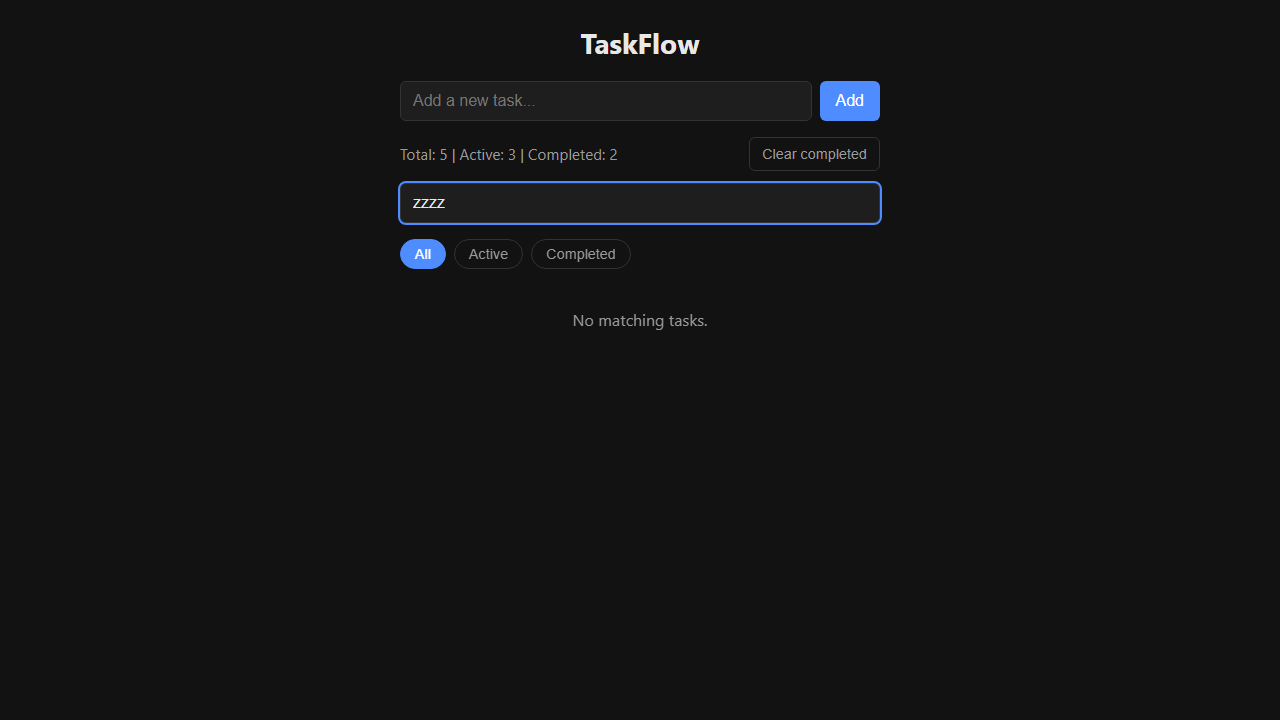 TaskFlow
Add a new task...
Add
Total: 5 | Active: 3 | Completed: 2
Clear completed
zzzz
All
Active
Completed
No matching tasks.